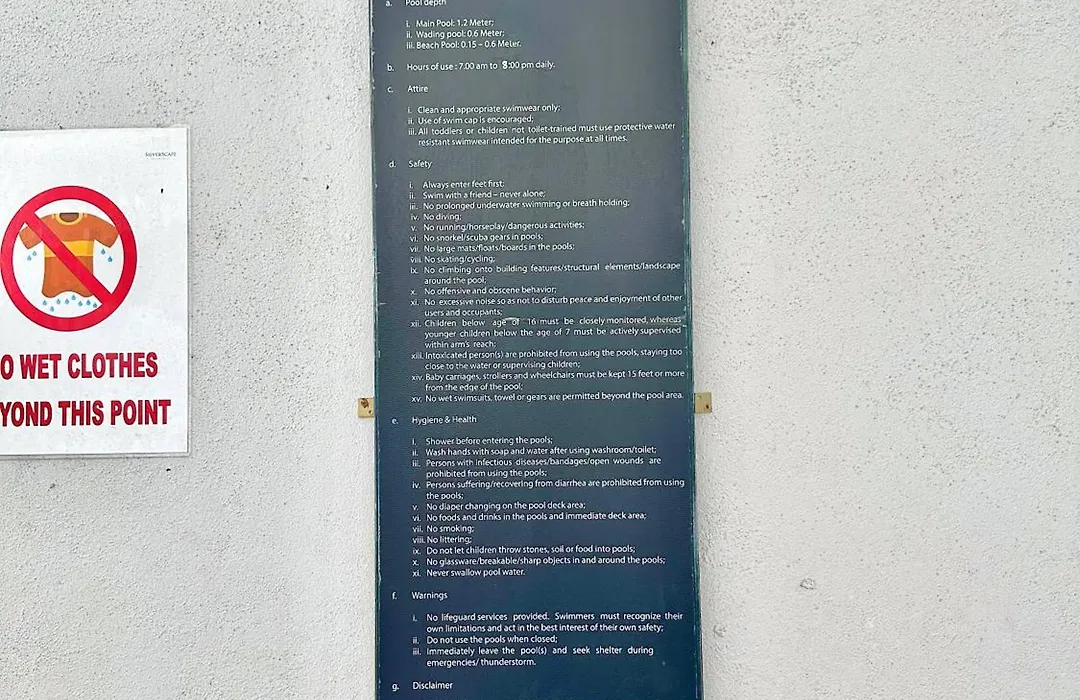 a. Pool depth
i. Main Pool: 1.2 Meter;
ii. Wading pool: 0.6 Meter;
iii. Beach Pool: 0.15 – 0.6 Meter.
b. Hours of use : 7.00 am to 8:00 pm daily.
c. Attire
i. Clean and appropriate swimwear only;
ii. Use of swim cap is encouraged;
iii. All toddlers or children not toilet-trained must use protective water
resistant swimwear intended for the purpose at all times.
d. Safety
i. Always enter feet first;
ii. Swim with a friend – never alone;
iii. No prolonged underwater swimming or breath holding;
iv. No diving;
v. No running/horseplay/dangerous activities;
vi. No snorkel/scuba gears in pools;
vii. No large mats/floats/boards in the pools;
viii. No skating/cycling;
ix. No climbing onto building features/structural elements/landscape
around the pool;
x. No offensive and obscene behavior;
xi. No excessive noise so as not to disturb peace and enjoyment of other
users and occupants;
xii. Children below age of 16 must be closely monitored, whereas
younger children below the age of 7 must be actively supervised
within arm's reach;
xiii. Intoxicated person(s) are prohibited from using the pools, staying too
close to the water or supervising children;
xiv. Baby carriages, strollers and wheelchairs must be kept 15 feet or more
from the edge of the pool;
xv. No wet swimsuits, towel or gears are permitted beyond the pool area.
e. Hygiene & Health
i. Shower before entering the pools;
ii. Wash hands with soap and water after using washroom/toilet;
iii. Persons with infectious diseases/bandages/open wounds are
prohibited from using the pools;
iv. Persons suffering/recovering from diarrhea are prohibited from using
the pools;
v. No diaper changing on the pool deck area;
vi. No foods and drinks in the pools and immediate deck area;
vii. No smoking;
viii. No littering;
ix. Do not let children throw stones, soil or food into pools;
x. No glassware/breakable/sharp objects in and around the pools;
xi. Never swallow pool water.
f. Warnings
i. No lifeguard services provided. Swimmers must recognize their
own limitations and act in the best interest of their own safety;
ii. Do not use the pools when closed;
iii. Immediately leave the pool(s) and seek shelter during
emergencies/ thunderstorm.
g. Disclaimer
SILVERSCAPE
O WET CLOTHES
YOND THIS POINT